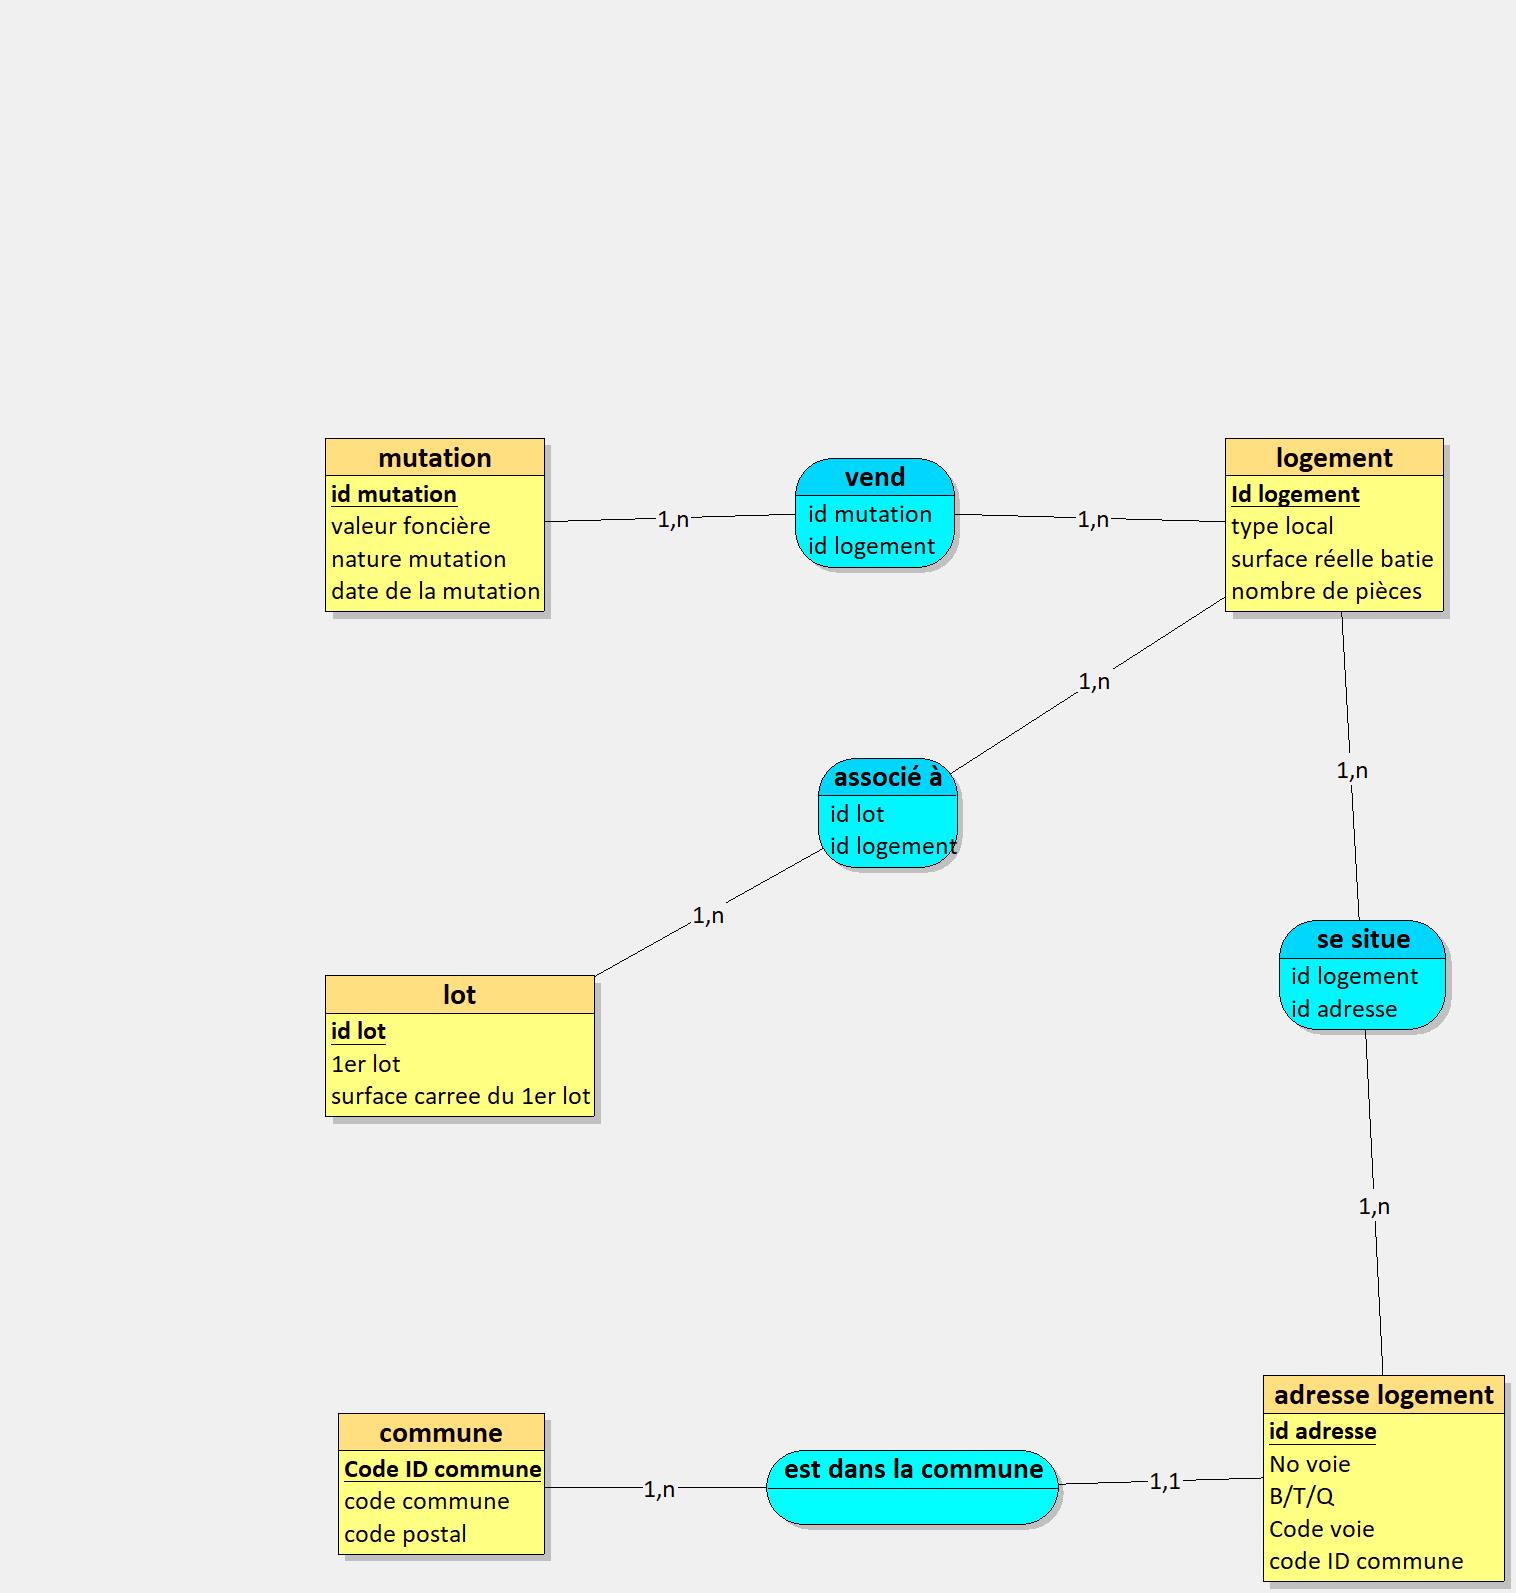 mutation
id mutation
valeur foncière
nature mutation
date de la mutation
1,n
vend
id mutation
id logement
1,n
logement
Id logement
type local
surface réelle batie
nombre de pièces
1,n
associé à
id lot
id logement
1,n
1,n
lot
id lot
1er lot
surface carree du 1er lot
se situe
id logement
id adresse
1,n
commune
Code ID commune
code commune
code postal
1,n
est dans la commune
1,1
adresse logement
id adresse
No voie
B/T/Q
Code voie
code ID commune